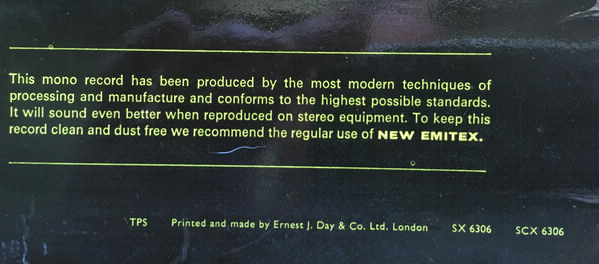 This mono record has been produced by the most modern techniques of
processing and manufacture and conforms to the highest possible standards.
It will sound even better when reproduced on stereo equipment. To keep this
record clean and dust free we recommend the regular use of NEW EMITEX.
TPS Printed and made by Ernest J. Day & Co. Ltd. London SX 6306 SCX 6306